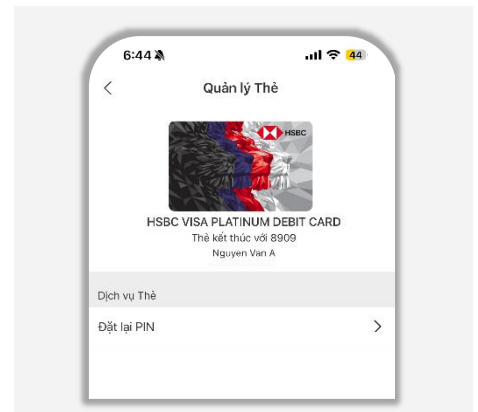 6:44
44
Quản lý Thẻ
HSBC
HSBC VISA PLATINUM DEBIT CARD
Thẻ kết thúc với 8909
Nguyen Van A
Dịch vụ Thẻ
Đặt lại PIN